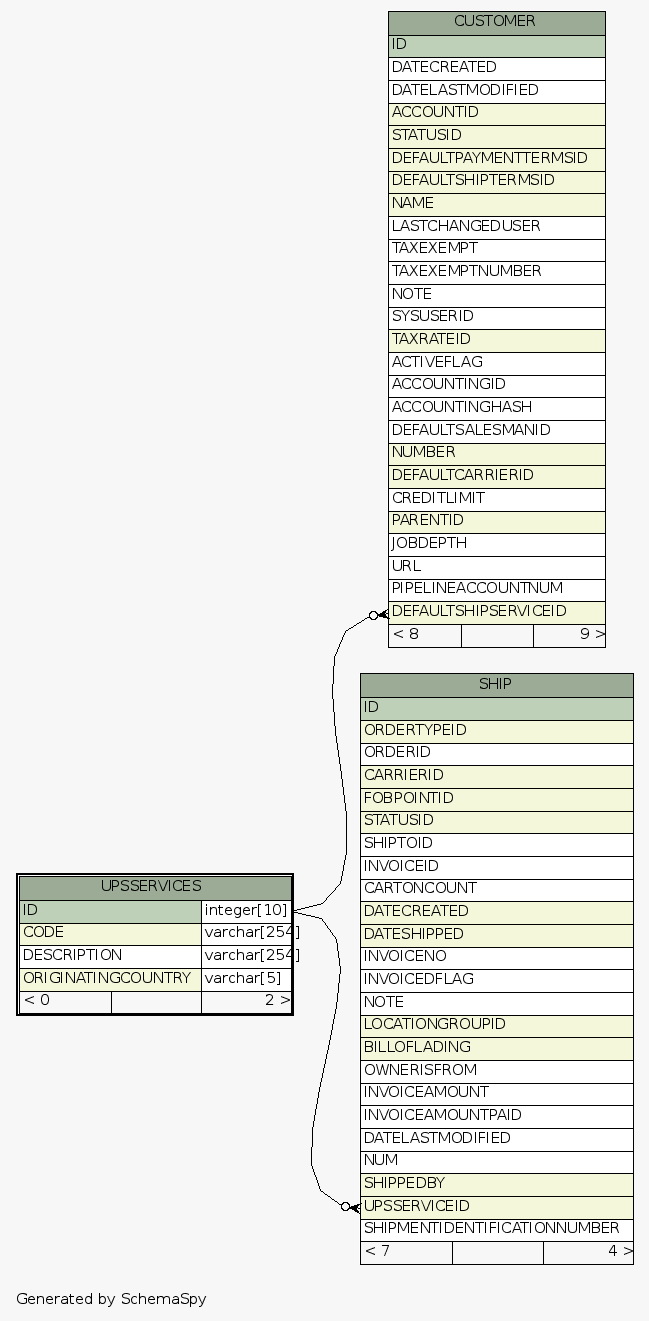 CUSTOMER
ID
DATECREATED
DATELASTMODIFIED
ACCOUNTID
STATUSID
DEFAULTPAYMENTTERMSID
DEFAULTSHIPTERMSID
NAME
LASTCHANGEDUSER
TAXEXEMPT
TAXEXEMPTNUMBER
NOTE
SYSUSERID
TAXRATEID
ACTIVEFLAG
ACCOUNTINGID
ACCOUNTINGHASH
DEFAULTSALESMANID
NUMBER
DEFAULTCARRIERID
CREDITLIMIT
PARENTID
JOBDEPTH
URL
PIPELINEACCOUNTNUM
DEFAULTSHIPSERVICEID
< 8 9 >
SHIP
ID
ORDERTYPEID
ORDERID
CARRIERID
FOBPOINTID
STATUSID
SHIPTOID
INVOICEID
CARTONCOUNT
DATECREATED
DATESHIPPED
INVOICENO
INVOICEDFLAG
NOTE
LOCATIONGROUPID
BILLOFLADING
OWNERISFROM
INVOICEAMOUNT
INVOICEAMOUNTPAID
DATELASTMODIFIED
NUM
SHIPPEDBY
UPSSERVICEID
SHIPMENTIDENTIFICATIONNUMBER
< 7 4 >
UPSSERVICES
ID integer[10]
CODE varchar[254]
DESCRIPTION varchar[254]
ORIGINATINGCOUNTRY varchar[5]
< 0 2 >
Generated by SchemaSpy